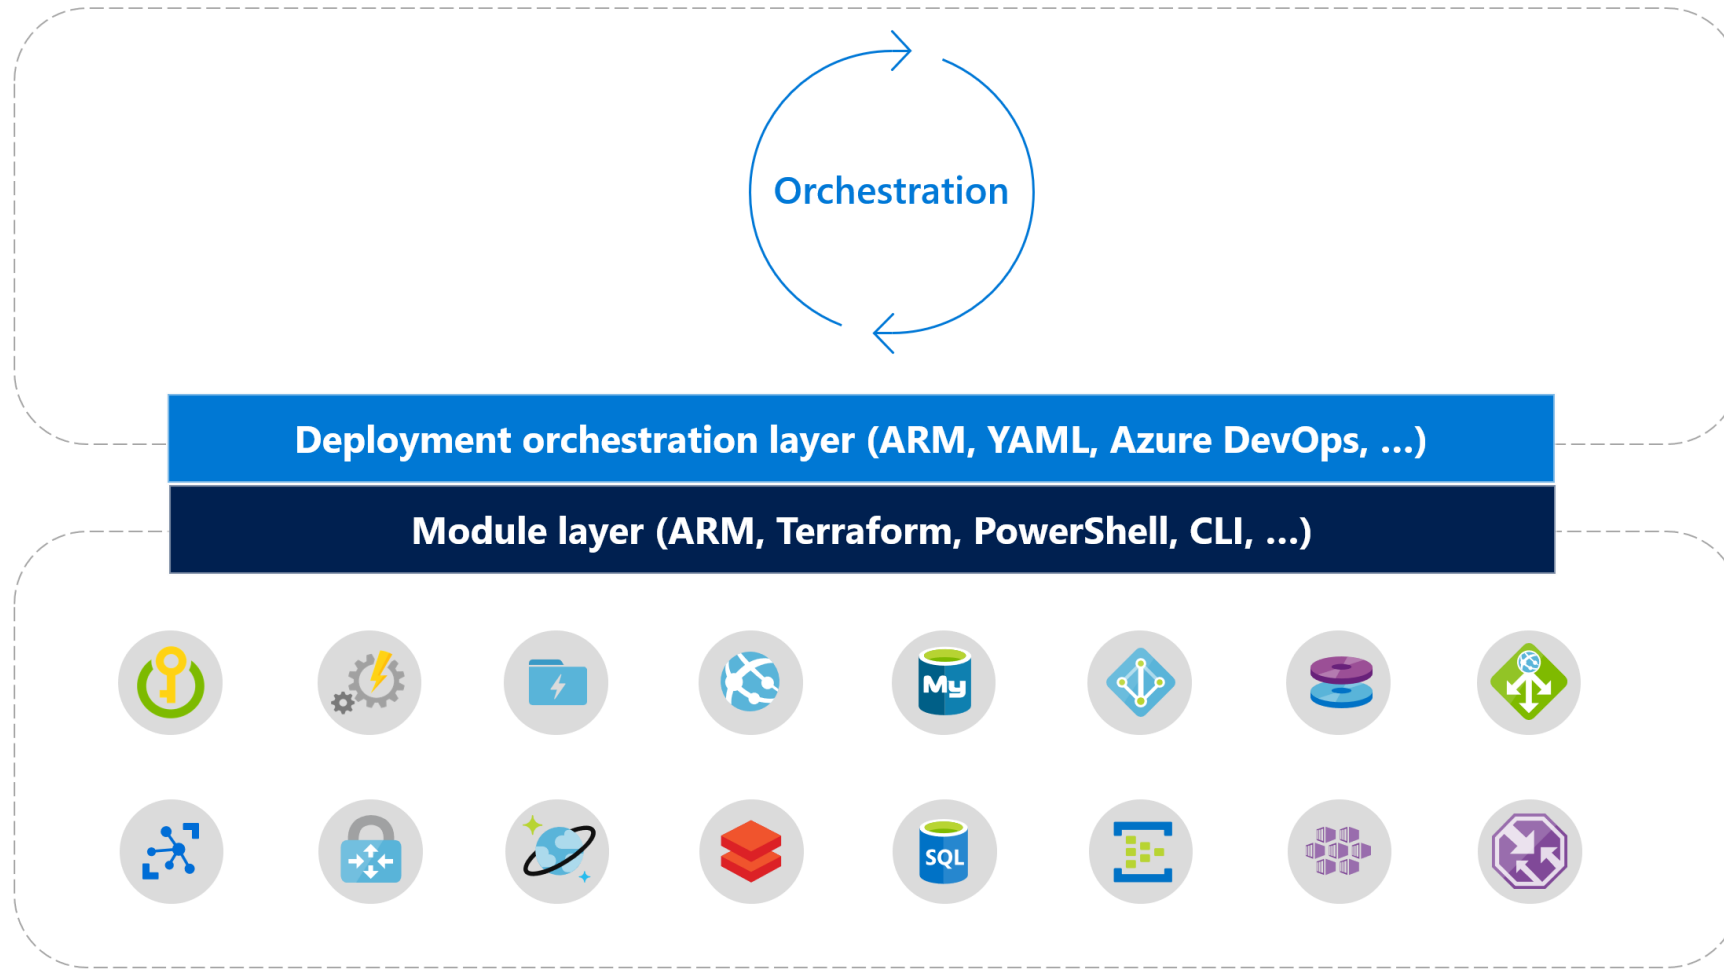 Orchestration
Deployment orchestration layer (ARM, YAML, Azure DevOps, ...)
Module layer (ARM, Terraform, PowerShell, CLI, ...)
My
SQL